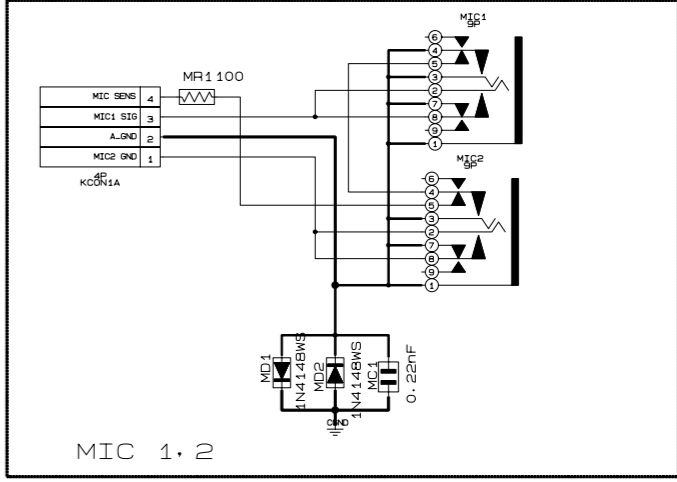 MIC1
9P
6
4
5
3
2
7
8
9
1
MR1 100
MIC SENS 4
MIC1 SIG 3
A_GND 2
MIC2 GND 1
4P
KCON1A
MIC2
9P
6
4
5
3
2
7
8
9
1
MD1
1N4148WS
MD2
1N4148WS
MC1
0.22nF
MIC 1,2